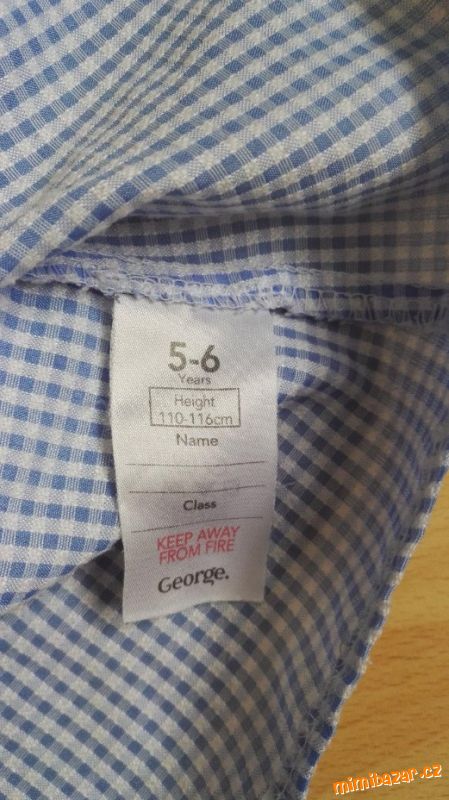 5-6
Years
Height
110-116cm
Name
Class
KEEP AWAY
FROM FIRE
George.
mimibazar.cz